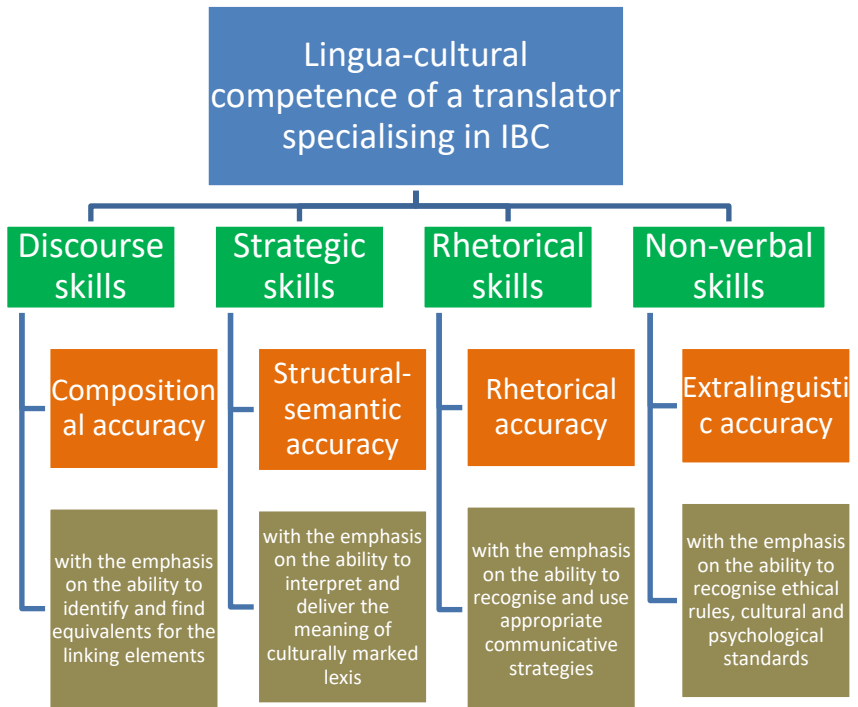 Lingua-cultural
competence of a translator
specialising in IBC
Discourse
skills
Strategic
skills
Rhetorical
skills
Non-verbal
skills
Composition
al accuracy
Structural-
semantic
accuracy
Rhetorical
accuracy
Extralinguisti
c accuracy
with the emphasis
on the ability to
identify and find
equivalents for the
linking elements
with the emphasis
on the ability to
interpret and
deliver the
meaning of
culturally marked
lexis
with the emphasis
on the ability to
recognise and use
appropriate
communicative
strategies
with the emphasis
on the ability to
recognise ethical
rules, cultural and
psychological
standards